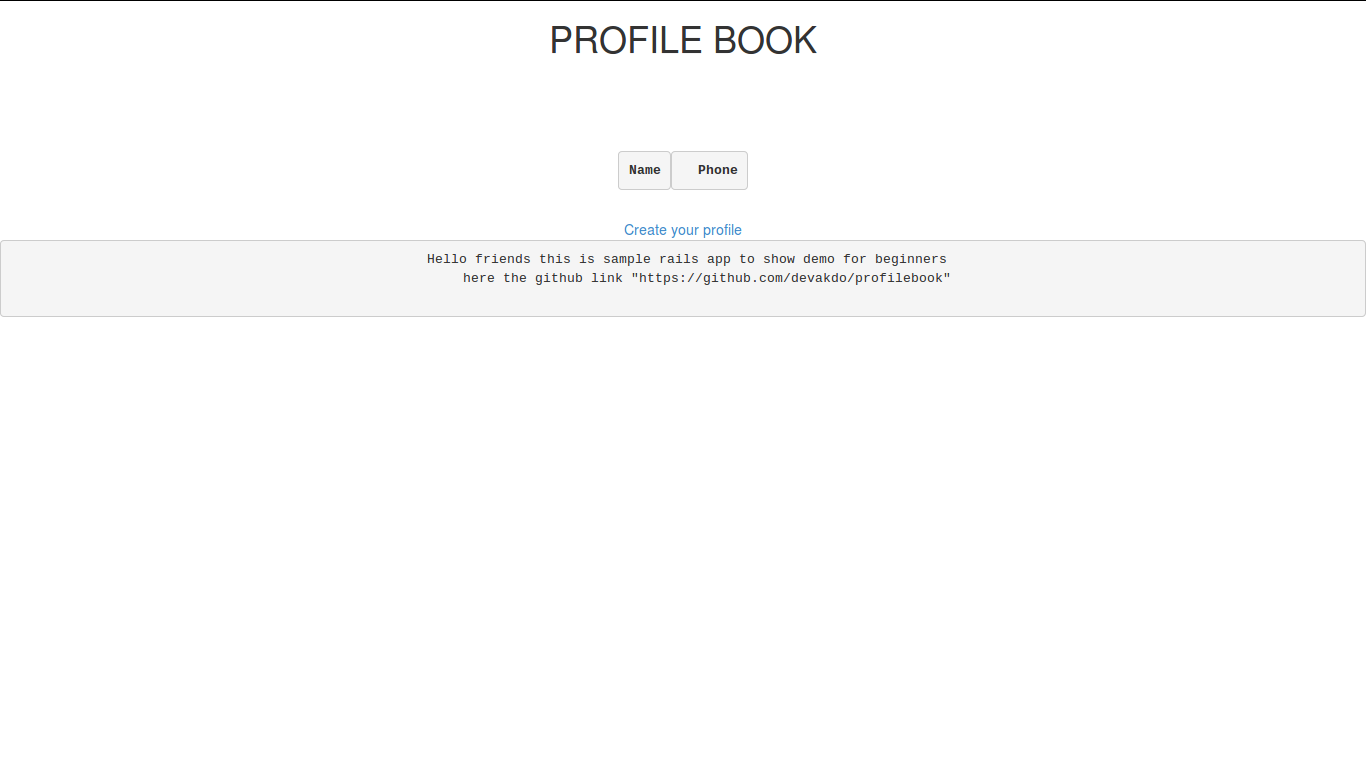 PROFILE BOOK
Name Phone
Create your profile
Hello friends this is sample rails app to show demo for beginners
here the github link "https://github.com/devakdo/profilebook"